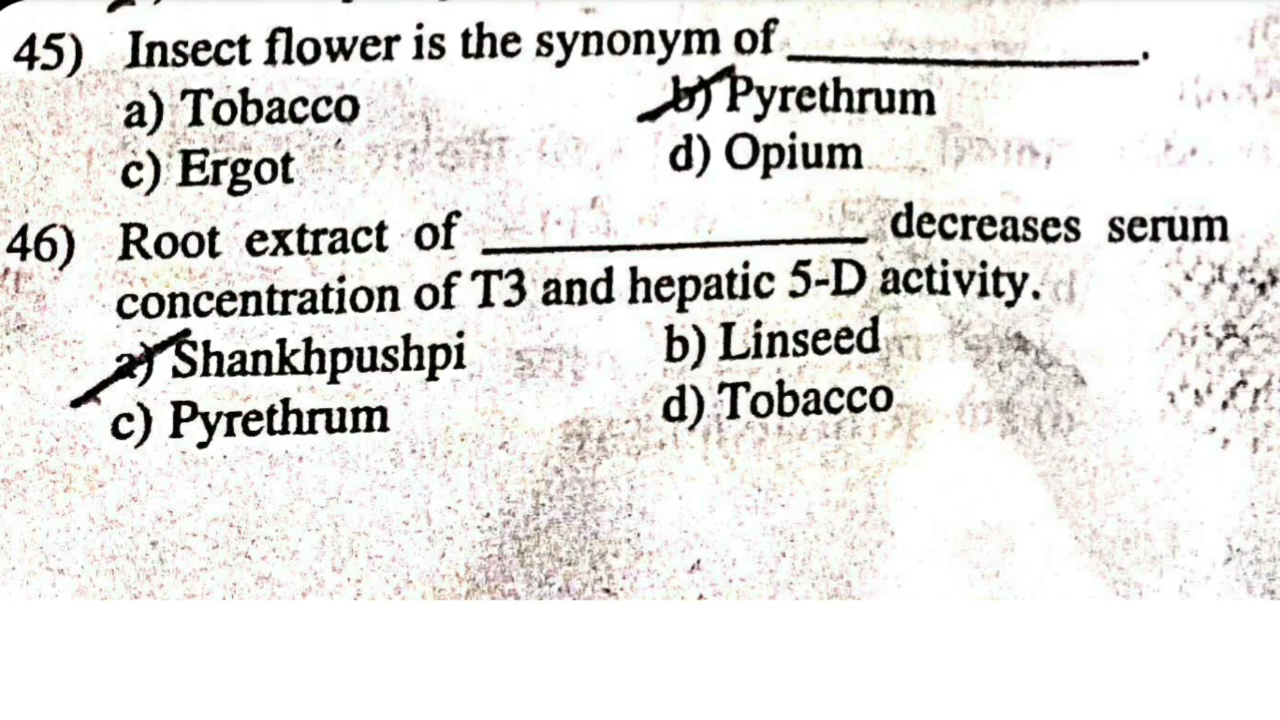 45) Insect flower is the synonym of ____________.
a) Tobacco b) Pyrethrum
c) Ergot d) Opium
46) Root extract of ____________ decreases serum
concentration of T3 and hepatic 5-D activity.
a) Shankhpushpi b) Linseed
c) Pyrethrum d) Tobacco